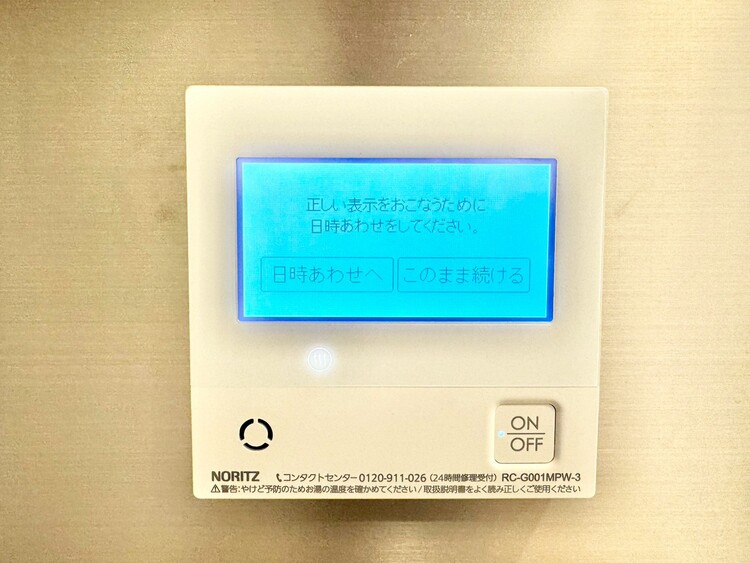 正しい表示をおこなうために
日時あわせをしてください。
日時あわせへ このまま続ける
ON
OFF
NORITZ コンタクトセンター 0120-911-026 (24時間修理受付) RC-G001MPW-3
⚠警告:やけど予防のためお湯の温度を確かめてください/取扱説明書をよく読み正しくご使用ください